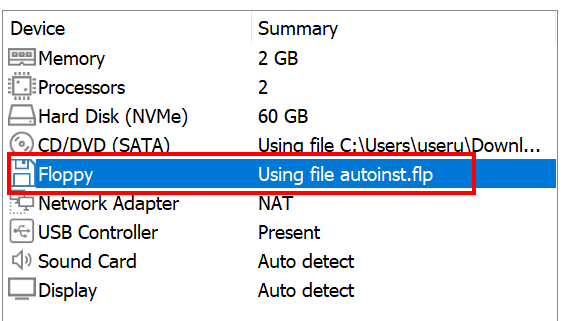 Device Summary
Memory 2 GB
Processors 2
Hard Disk (NVMe) 60 GB
CD/DVD (SATA) Using file C:\Users\useru\Downl...
Floppy Using file autoinst.flp
Network Adapter NAT
USB Controller Present
Sound Card Auto detect
Display Auto detect